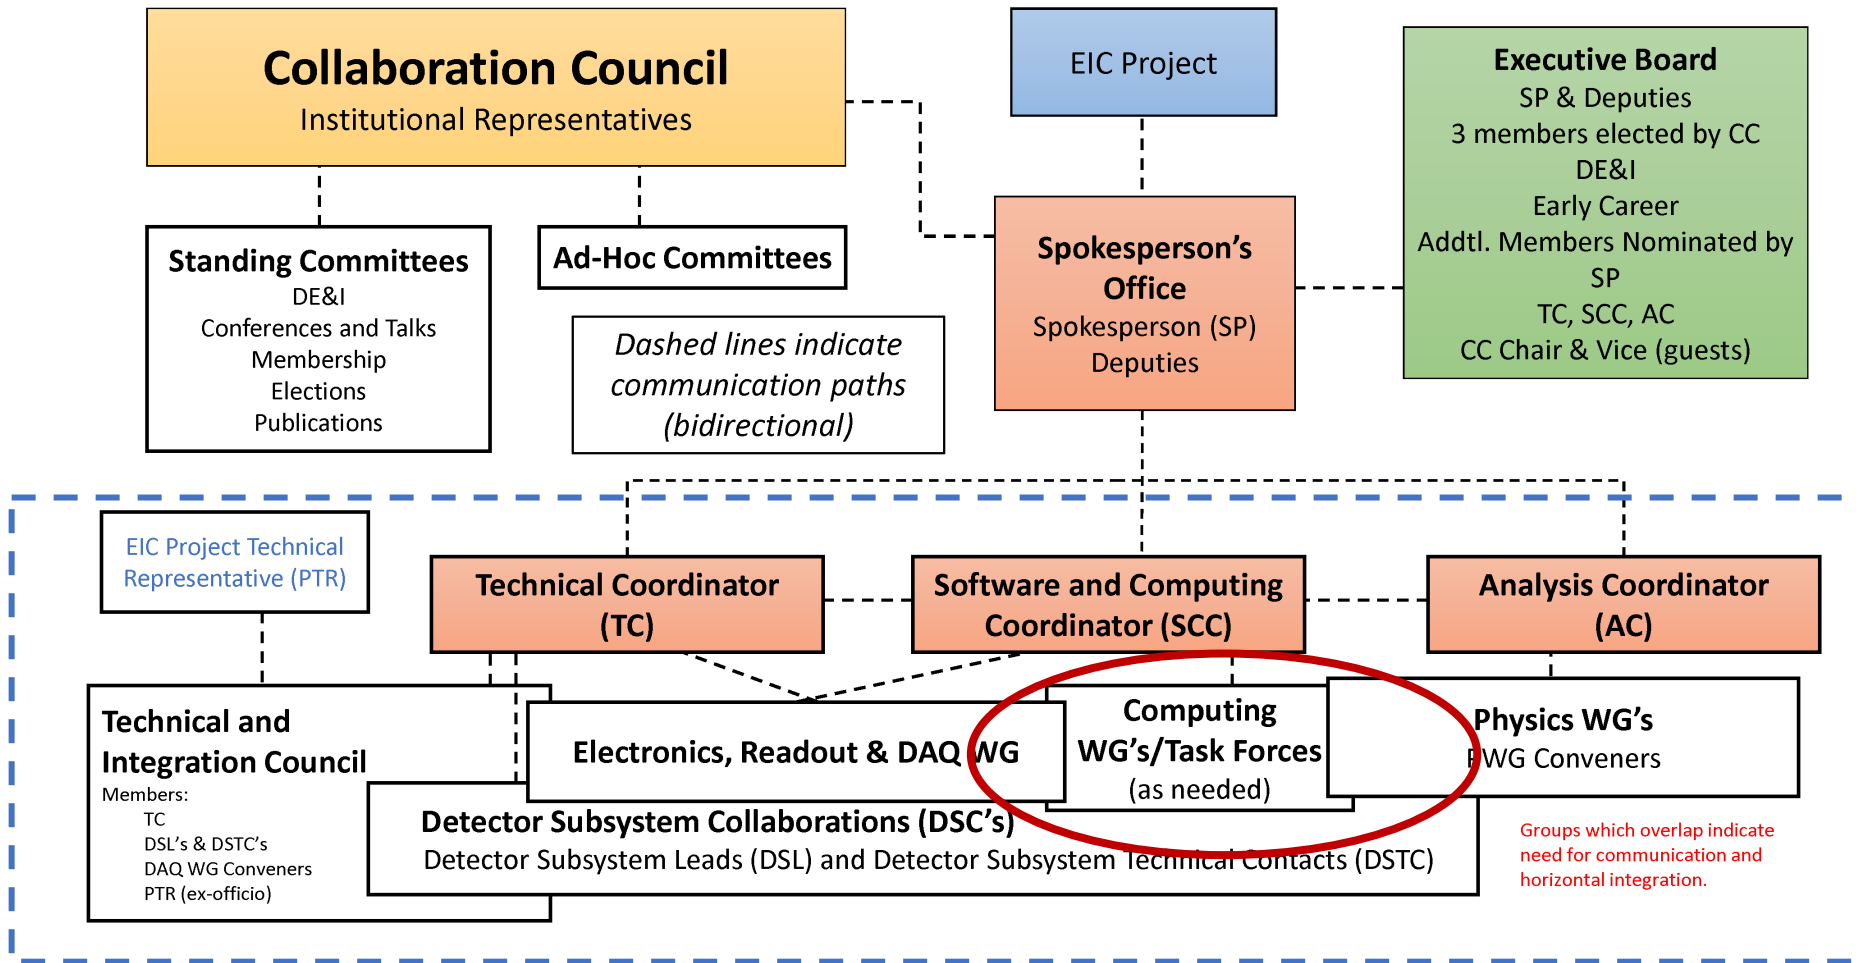 Collaboration Council
Institutional Representatives
EIC Project
Executive Board
SP & Deputies
3 members elected by CC
DE&I
Early Career
Addtl. Members Nominated by
SP
TC, SCC, AC
CC Chair & Vice (guests)
Standing Committees
DE&I
Conferences and Talks
Membership
Elections
Publications
Ad-Hoc Committees
Dashed lines indicate
communication paths
(bidirectional)
Spokesperson’s
Office
Spokesperson (SP)
Deputies
EIC Project Technical
Representative (PTR)
Technical Coordinator
(TC)
Software and Computing
Coordinator (SCC)
Analysis Coordinator
(AC)
Technical and
Integration Council
Members:
TC
DSL’s & DSTC’s
DAQ WG Conveners
PTR (ex-officio)
Electronics, Readout & DAQ WG
Computing
WG’s/Task Forces
(as needed)
Physics WG’s
PWG Conveners
Detector Subsystem Collaborations (DSC’s)
Detector Subsystem Leads (DSL) and Detector Subsystem Technical Contacts (DSTC)
Groups which overlap indicate
need for communication and
horizontal integration.